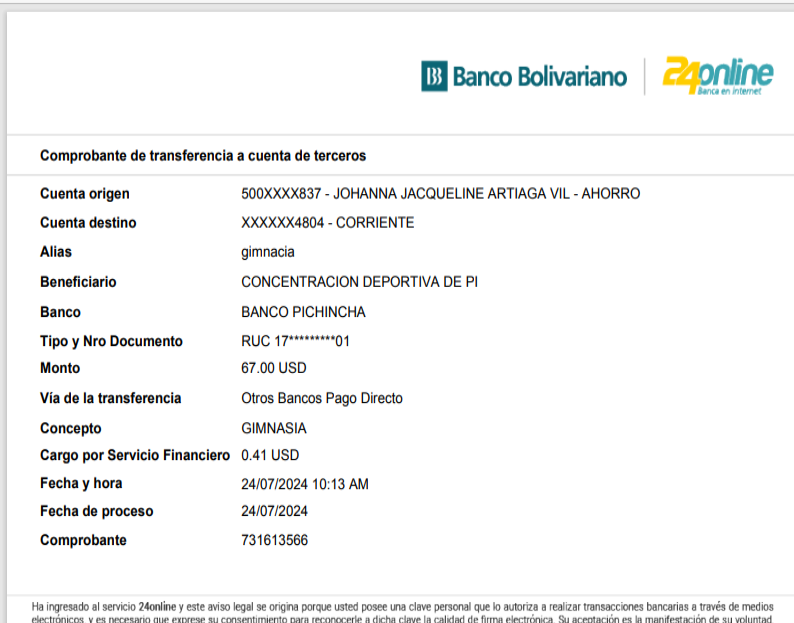 Banco Bolivariano
24online
Banca en internet
Comprobante de transferencia a cuenta de terceros
Cuenta origen 500XXXX837 - JOHANNA JACQUELINE ARTIAGA VIL - AHORRO
Cuenta destino XXXXXX4804 - CORRIENTE
Alias gimnacia
Beneficiario CONCENTRACION DEPORTIVA DE PI
Banco BANCO PICHINCHA
Tipo y Nro Documento RUC 17*********01
Monto 67.00 USD
Vía de la transferencia Otros Bancos Pago Directo
Concepto GIMNASIA
Cargo por Servicio Financiero 0.41 USD
Fecha y hora 24/07/2024 10:13 AM
Fecha de proceso 24/07/2024
Comprobante 731613566
Ha ingresado al servicio 24online y este aviso legal se origina porque usted posee una clave personal que lo autoriza a realizar transacciones bancarias a través de medios
electrónicos, y es necesario que exprese su consentimiento para reconocerle a dicha clave la calidad de firma electrónica. Su aceptación es la manifestación de su voluntad